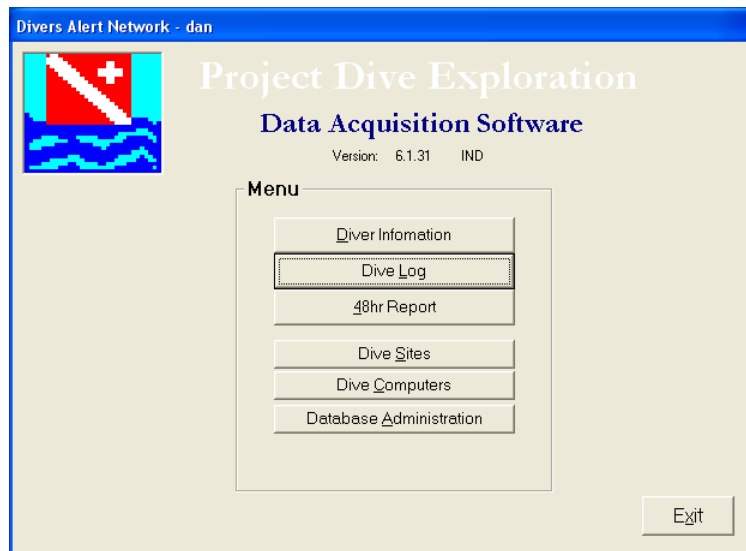 Divers Alert Network - dan
Project Dive Exploration
Data Acquisition Software
Version: 6.1.31 IND
Menu
Diver Infomation
Dive Log
48hr Report
Dive Sites
Dive Computers
Database Administration
Exit